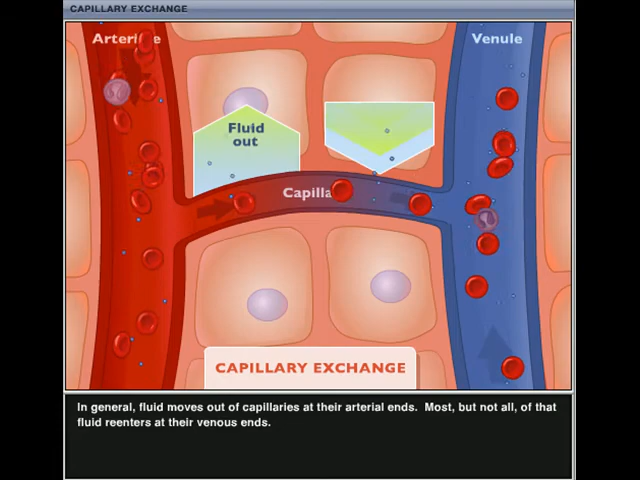 CAPILLARY EXCHANGE
Venule
Fluid
out
CAPILLARY EXCHANGE
In general, fluid moves out of capillaries at their arterial ends.  Most, but not all, of that
fluid reenters at their venous ends.